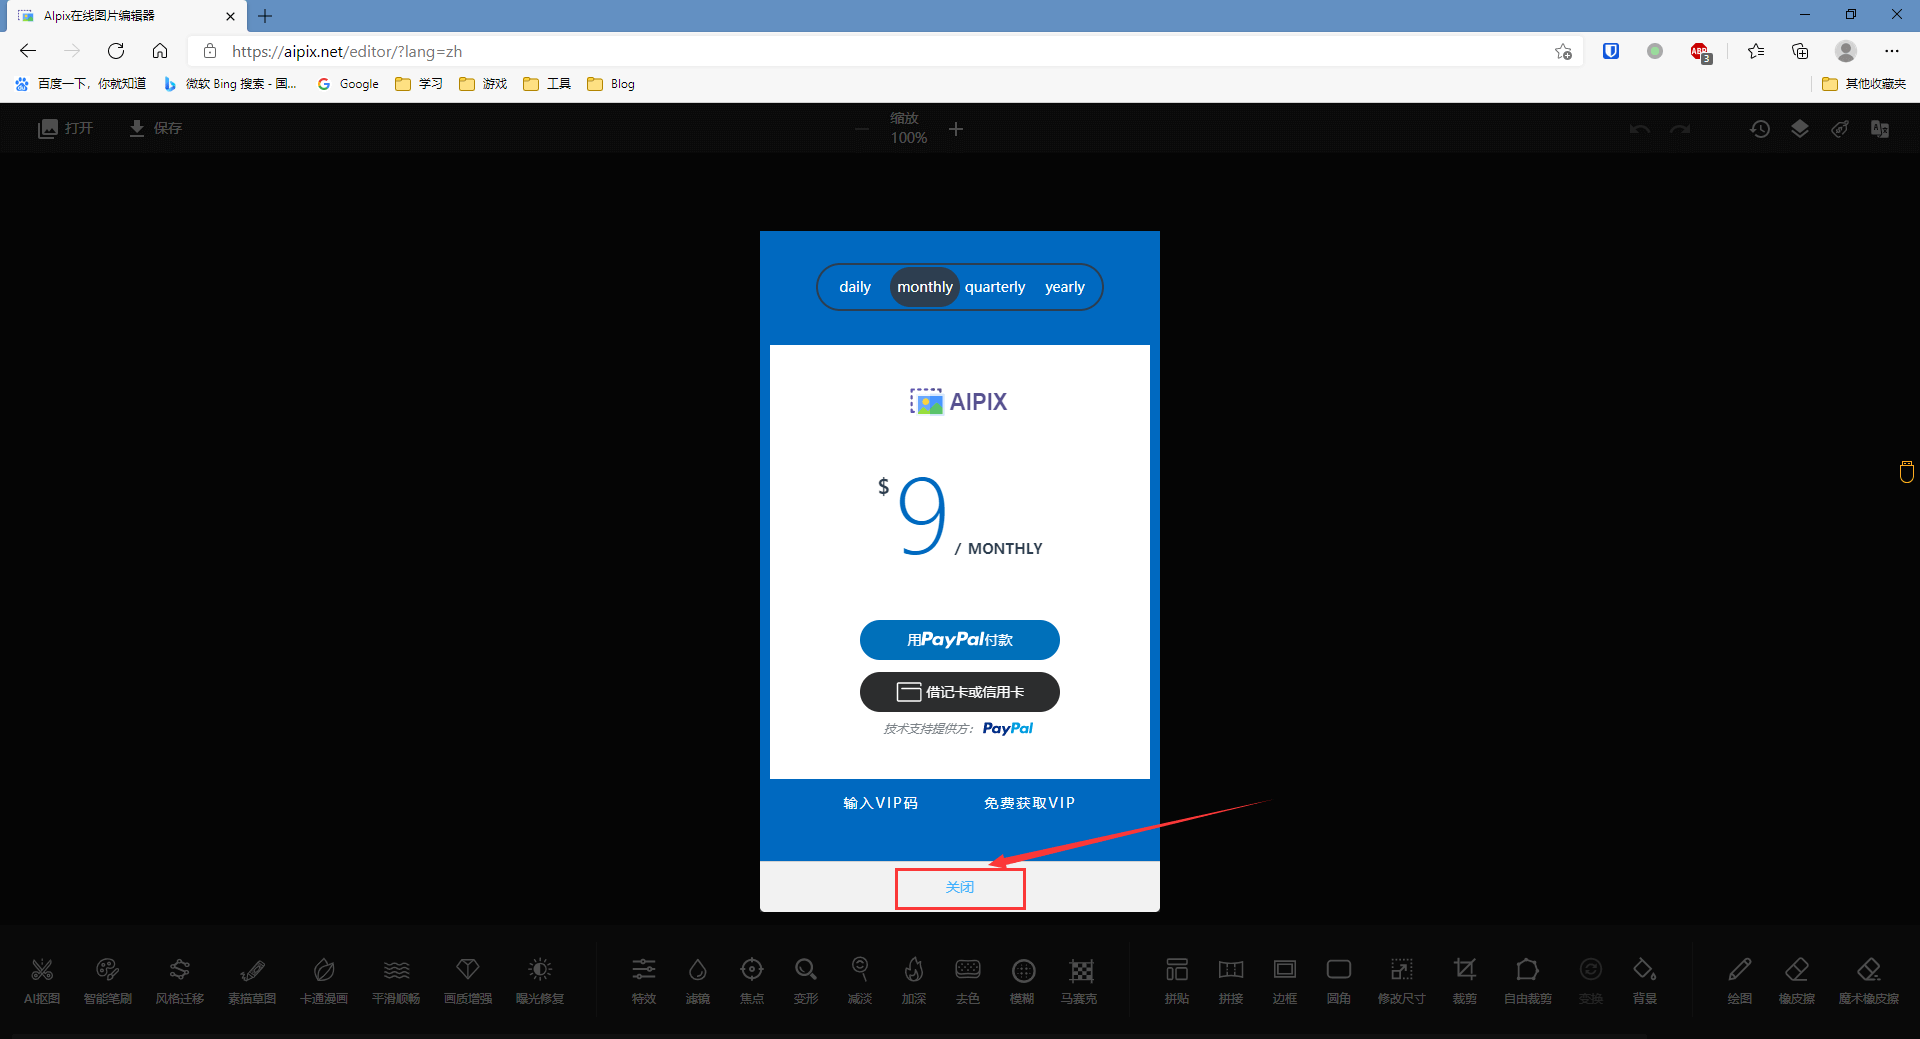 AIpix在线图片编辑器
https://aipix.net/editor/?lang=zh
ABP
3
百度一下，你就知道
微软 Bing 搜索 - 国...
Google
学习
游戏
工具
Blog
其他收藏夹
打开
保存
缩放
100%
daily
monthly
quarterly
yearly
AIPIX
$
9
/ MONTHLY
用PayPal付款
借记卡或信用卡
技术支持提供方： PayPal
输入VIP码
免费获取VIP
关闭
AI抠图
智能笔刷
风格迁移
素描草图
卡通漫画
平滑顺畅
画质增强
曝光修复
特效
滤镜
焦点
变形
减淡
加深
去色
模糊
马赛克
拼贴
拼接
边框
圆角
修改尺寸
裁剪
自由裁剪
变换
背景
绘图
橡皮擦
魔术橡皮擦